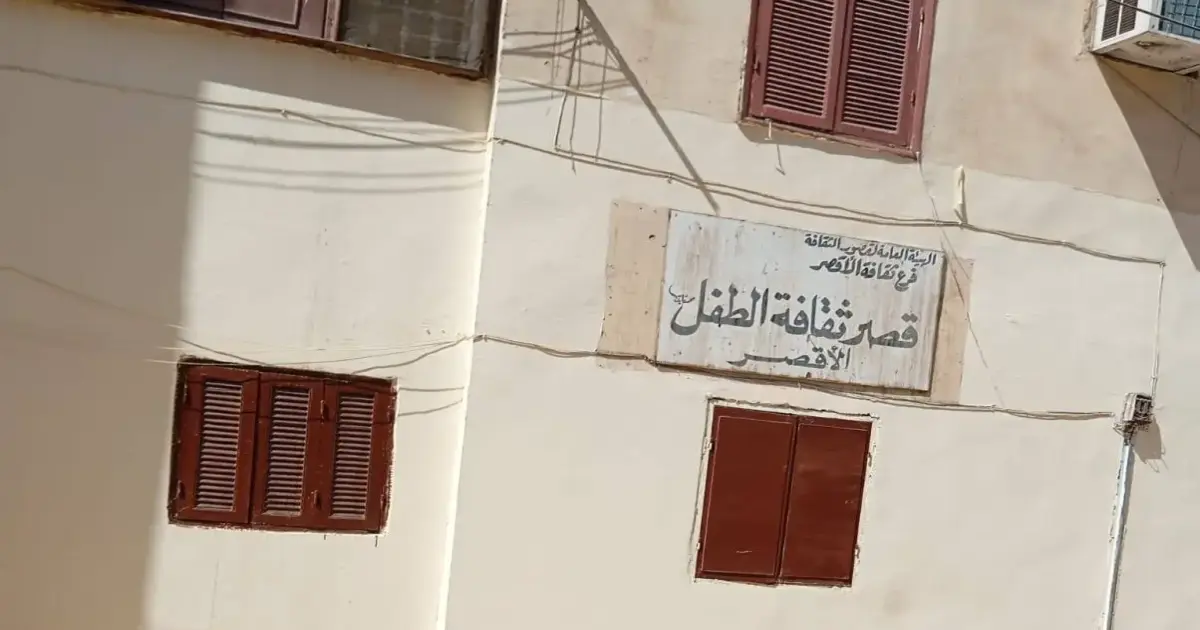 الهيئة العامة لقصور الثقافة
فرع ثقافة الأقصر
قصر ثقافة الطفل
الأقصر